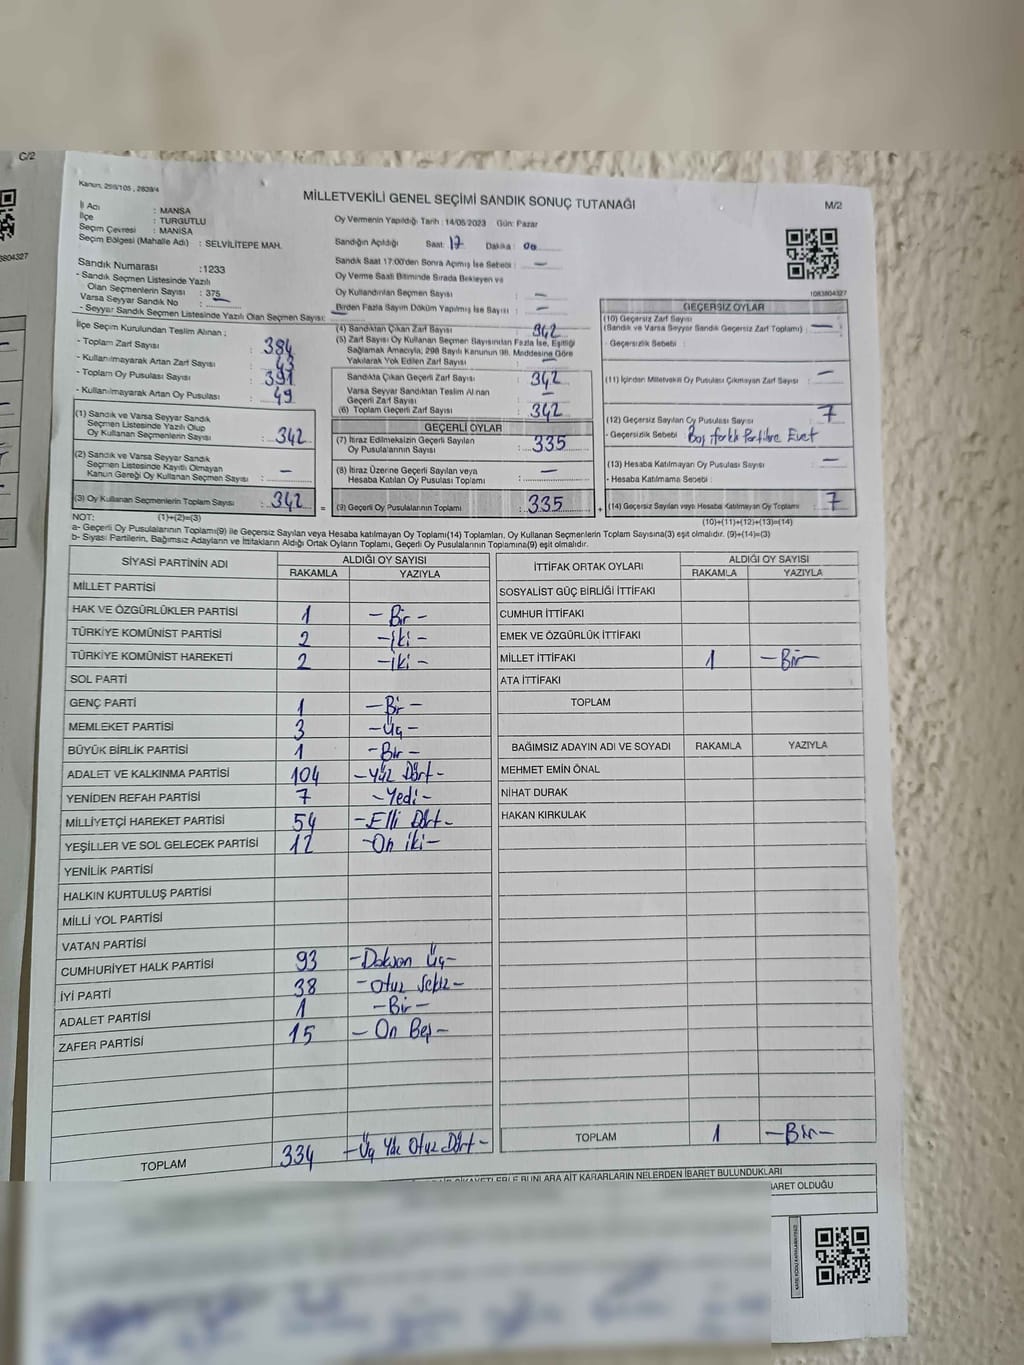 C/2
3804327
Kanun, 298/105 , 2839/4
MİLLETVEKİLİ GENEL SEÇİMİ SANDIK SONUÇ TUTANAĞI
M/2
İl Adı : MANİSA
İlçe : TURGUTLU
Seçim Çevresi : MANİSA
Seçim Bölgesi (Mahalle Adı) : SELVİLİTEPE MAH.
Sandık Numarası :1233
- Sandık Seçmen Listesinde Yazılı
Olan Seçmenlerin Sayısı : 375
Varsa Seyyar Sandık No : —
- Seyyar Sandık Listesinde Yazılı Olan Seçmen Sayısı: —
Oy Vermenin Yapıldığı Tarih : 14/05/2023 Gün: Pazar
Sandığın Açıldığı Saat: 17 Dakika : 00
Sandık Saat 17:00'den Sonra Açılmış İse Sebebi : —
Oy Verme Saati Bitiminde Sırada Bekleyen ve
Oy Kullandırılan Seçmen Sayısı : —
Birden Fazla Sayım Döküm Yapılmış İse Sayısı : —
1083804327
İlçe Seçim Kurulundan Teslim Alınan ;
- Toplam Zarf Sayısı : 384
- Kullanılmayarak Artan Zarf Sayısı : 43
- Toplam Oy Pusulası Sayısı : 391
- Kullanılmayarak Artan Oy Pusulası : 49
(1) Sandık ve Varsa Seyyar Sandık
Seçmen Listesinde Yazılı Olup
Oy Kullanan Seçmenlerin Sayısı : 342
(2) Sandık ve Varsa Seyyar Sandık
Seçmen Listesinde Kayıtlı Olmayan
Kanun Gereği Oy Kullanan Seçmen Sayısı : —
(3) Oy Kullanan Seçmenlerin Toplam Sayısı : 342 =
(4) Sandıktan Çıkan Zarf Sayısı : 342
(5) Zarf Sayısı Oy Kullanan Seçmen Sayısından Fazla İse, Eşitliği
Sağlamak Amacıyla, 298 Sayılı Kanunun 98. Maddesine Göre
Yakılarak Yok Edilen Zarf Sayısı : —
Sandıkta Çıkan Geçerli Zarf Sayısı : 342
Varsa Seyyar Sandıktan Teslim Alınan
Geçerli Zarf Sayısı : —
(6) Toplam Geçerli Zarf Sayısı : 342
GEÇERLİ OYLAR
(7) İtiraz Edilmeksizin Geçerli Sayılan
Oy Pusulalarının Sayısı : 335
(8) İtiraz Üzerine Geçerli Sayılan veya
Hesaba Katılan Oy Pusulası Toplamı : —
(9) Geçerli Oy Pusulalarının Toplamı : 335 +
GEÇERSİZ OYLAR
(10) Geçersiz Zarf Sayısı
(Sandık ve Varsa Seyyar Sandık Geçersiz Zarf Toplamı) : —
- Geçersizlik Sebebi :
(11) İçinden Milletvekili Oy Pusulası Çıkmayan Zarf Sayısı : —
(12) Geçersiz Sayılan Oy Pusulası Sayısı : 7
- Geçersizlik Sebebi : farklı Partilere Evet
(13) Hesaba Katılmayan Oy Pusulası Sayısı : —
- Hesaba Katılmama Sebebi :
(14) Geçersiz Sayılan veya Hesaba Katılmayan Oy Toplamı : 7
NOT: (1)+(2)=(3)
(10)+(11)+(12)+(13)=(14)
a- Geçerli Oy Pusulalarının Toplamı(9) ile Geçersiz Sayılan veya Hesaba katılmayan Oy Toplamı(14) Toplamları, Oy Kullanan Seçmenlerin Toplam Sayısına(3) eşit olmalıdır. (9)+(14)=(3)
b- Siyasi Partilerin, Bağımsız Adayların ve İttifakların Aldığı Ortak Oyların Toplamı, Geçerli Oy Pusulalarının Toplamına(9) eşit olmalıdır.
SİYASİ PARTİNİN ADI ALDIĞI OY SAYISI
RAKAMLA YAZIYLA
MİLLET PARTİSİ
HAK VE ÖZGÜRLÜKLER PARTİSİ 1 -Bir-
TÜRKİYE KOMÜNİST PARTİSİ 2 -İki-
TÜRKİYE KOMÜNİST HAREKETİ 2 -İki-
SOL PARTİ
GENÇ PARTİ 1 -Bir-
MEMLEKET PARTİSİ 3 -Üç-
BÜYÜK BİRLİK PARTİSİ 1 -Bir-
ADALET VE KALKINMA PARTİSİ 104 -Yüz Dört-
YENİDEN REFAH PARTİSİ 7 -Yedi-
MİLLİYETÇİ HAREKET PARTİSİ 54 -Elli Dört-
YEŞİLLER VE SOL GELECEK PARTİSİ 12 -On iki-
YENİLİK PARTİSİ
HALKIN KURTULUŞ PARTİSİ
MİLLİ YOL PARTİSİ
VATAN PARTİSİ
CUMHURİYET HALK PARTİSİ 93 -Doksan Üç-
İYİ PARTİ 38 -Otuz Sekiz-
ADALET PARTİSİ 1 -Bir-
ZAFER PARTİSİ 15 -On Beş-
TOPLAM 334 -Üç Yüz Otuz Dört-
İTTİFAK ORTAK OYLARI ALDIĞI OY SAYISI
RAKAMLA YAZIYLA
SOSYALİST GÜÇ BİRLİĞİ İTTİFAKI
CUMHUR İTTİFAKI
EMEK VE ÖZGÜRLÜK İTTİFAKI
MİLLET İTTİFAKI 1 -Bir-
ATA İTTİFAKI
TOPLAM
BAĞIMSIZ ADAYIN ADI VE SOYADI RAKAMLA YAZIYLA
MEHMET EMİN ÖNAL
NİHAT DURAK
HAKAN KIRKULAK
TOPLAM 1 -Bir-
BUNLARA AİT KARARLARIN NELERDEN İBARET BULUNDUKLARI
İBARET OLDUĞU